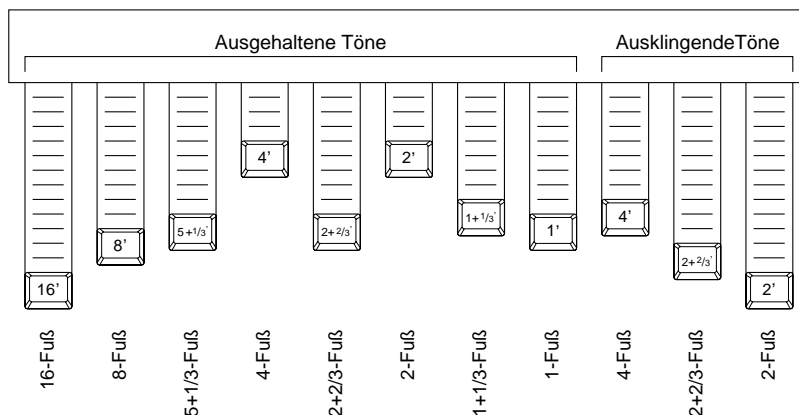 Ausgehaltene Töne
AusklingendeTöne
16’
8’
5+1/3’
4’
2+2/3’
2’
1+1/3’
1’
4’
2+2/3’
2’
16-Fuß
8-Fuß
5+1/3-Fuß
4-Fuß
2+2/3-Fuß
2-Fuß
1+1/3-Fuß
1-Fuß
4-Fuß
2+2/3-Fuß
2-Fuß